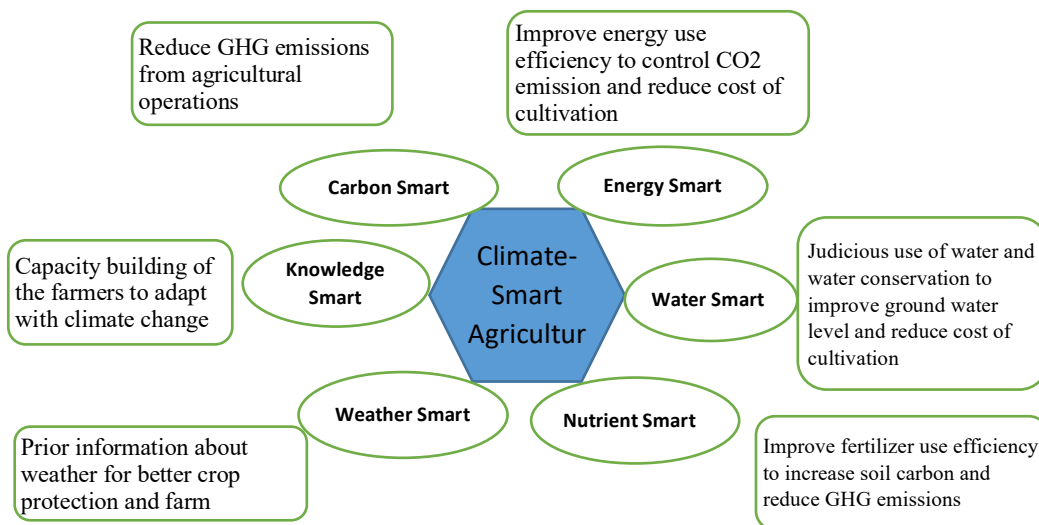 Reduce GHG emissions
from agricultural
operations
Improve energy use
efficiency to control CO2
emission and reduce cost of
cultivation
Carbon Smart
Energy Smart
Capacity building of
the farmers to adapt
with climate change
Knowledge
Smart
Climate-
Smart
Agricultur
Water Smart
Judicious use of water and
water conservation to
improve ground water
level and reduce cost of
cultivation
Weather Smart
Nutrient Smart
Prior information about
weather for better crop
protection and farm
Improve fertilizer use efficiency
to increase soil carbon and
reduce GHG emissions